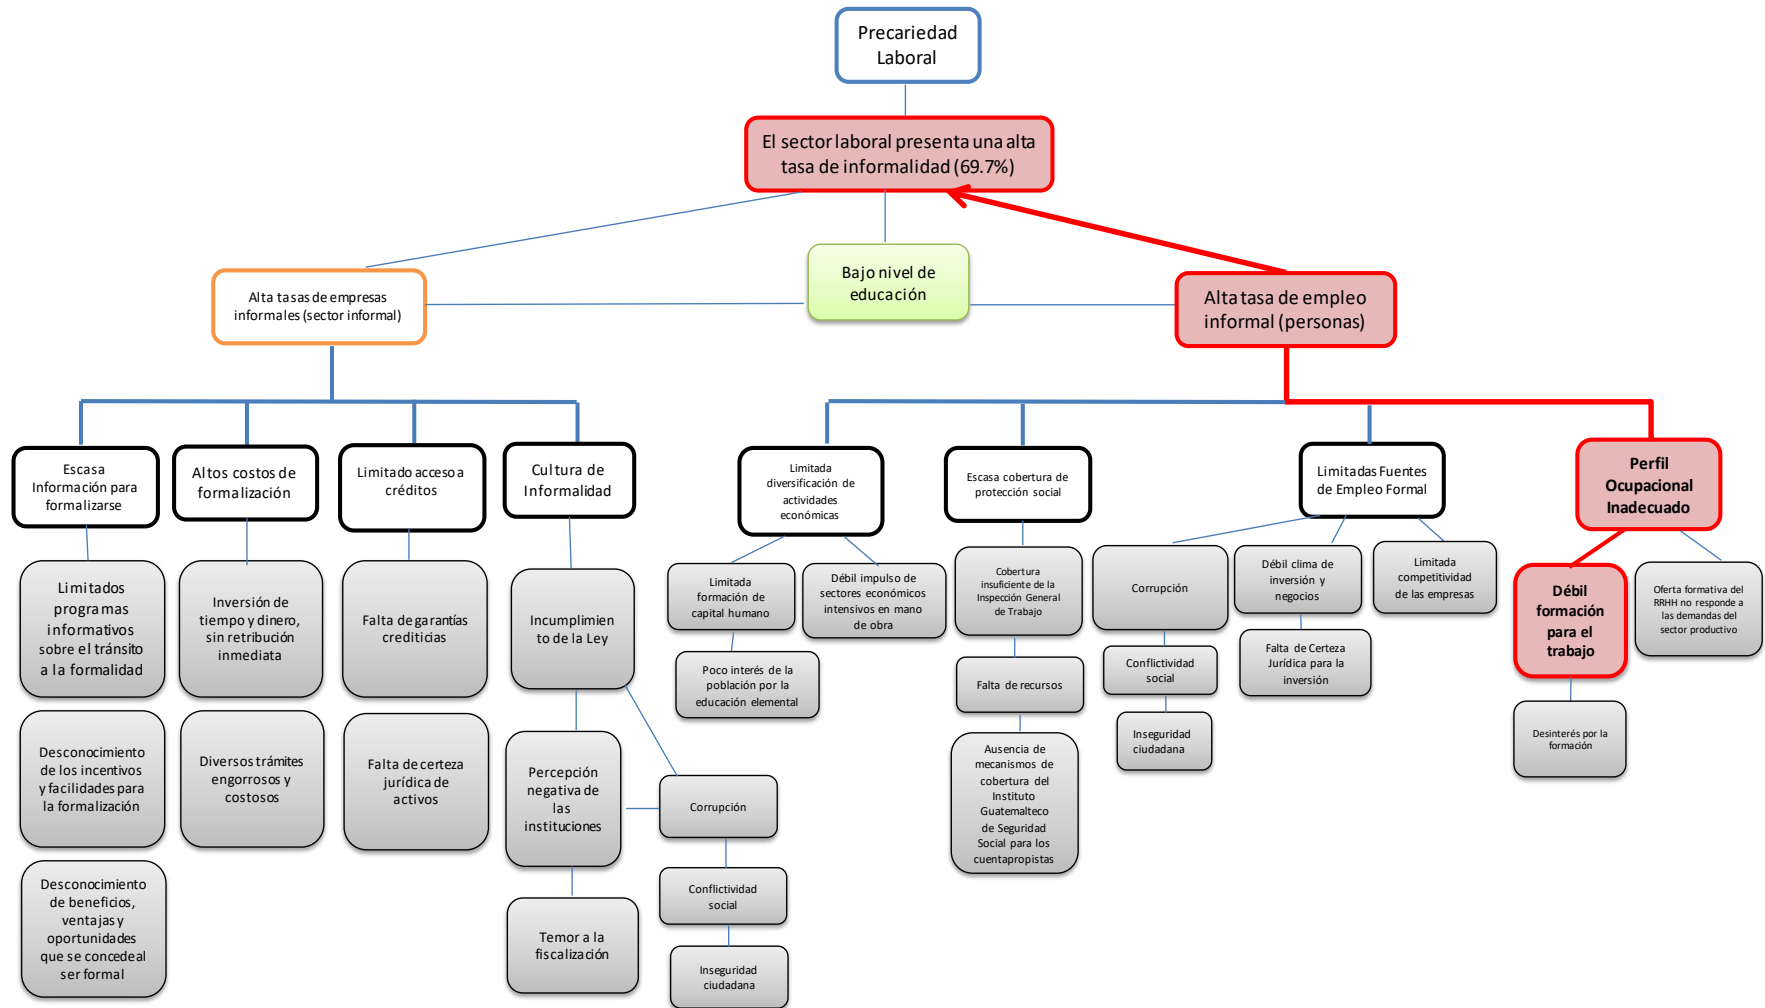 Precariedad
Laboral
El sector laboral presenta una alta
tasa de informalidad (69.7%)
Bajo nivel de
educación
Alta tasas de empresas
informales (sector informal)
Alta tasa de empleo
informal (personas)
Escasa
Información para
formalizarse
Altos costos de
formalización
Limitado acceso a
créditos
Cultura de
Informalidad
Limitada
diversificación de
actividades
económicas
Escasa cobertura de
protección social
Limitadas Fuentes
de Empleo Formal
Perfil
Ocupacional
Inadecuado
Limitados
programas
informativos
sobre el tránsito
a la formalidad
Inversión de
tiempo y dinero,
sin retribución
inmediata
Falta de garantías
crediticias
Incumplimien
to de la Ley
Limitada
formación de
capital humano
Débil impulso de
sectores económicos
intensivos en mano
de obra
Cobertura
insuficiente de la
Inspección General
de Trabajo
Corrupción
Débil clima de
inversión y
negocios
Limitada
competitividad
de las empresas
Débil
formación
para el
trabajo
Oferta formativa del
RRHH no responde a
las demandas del
sector productivo
Poco interés de la
población por la
educación elemental
Falta de recursos
Conflictividad
social
Falta de Certeza
Jurídica para la
inversión
Desconocimiento
de los incentivos
y facilidades para
la formalización
Diversos trámites
engorrosos y
costosos
Falta de certeza
jurídica de
activos
Percepción
negativa de
las
instituciones
Corrupción
Ausencia de
mecanismos de
cobertura del
Instituto
Guatemalteco
de Seguridad
Social para los
cuentapropistas
Inseguridad
ciudadana
Desinterés por la
formación
Desconocimiento
de beneficios,
ventajas y
oportunidades
que se concede al
ser formal
Temor a la
fiscalización
Conflictividad
social
Inseguridad
ciudadana